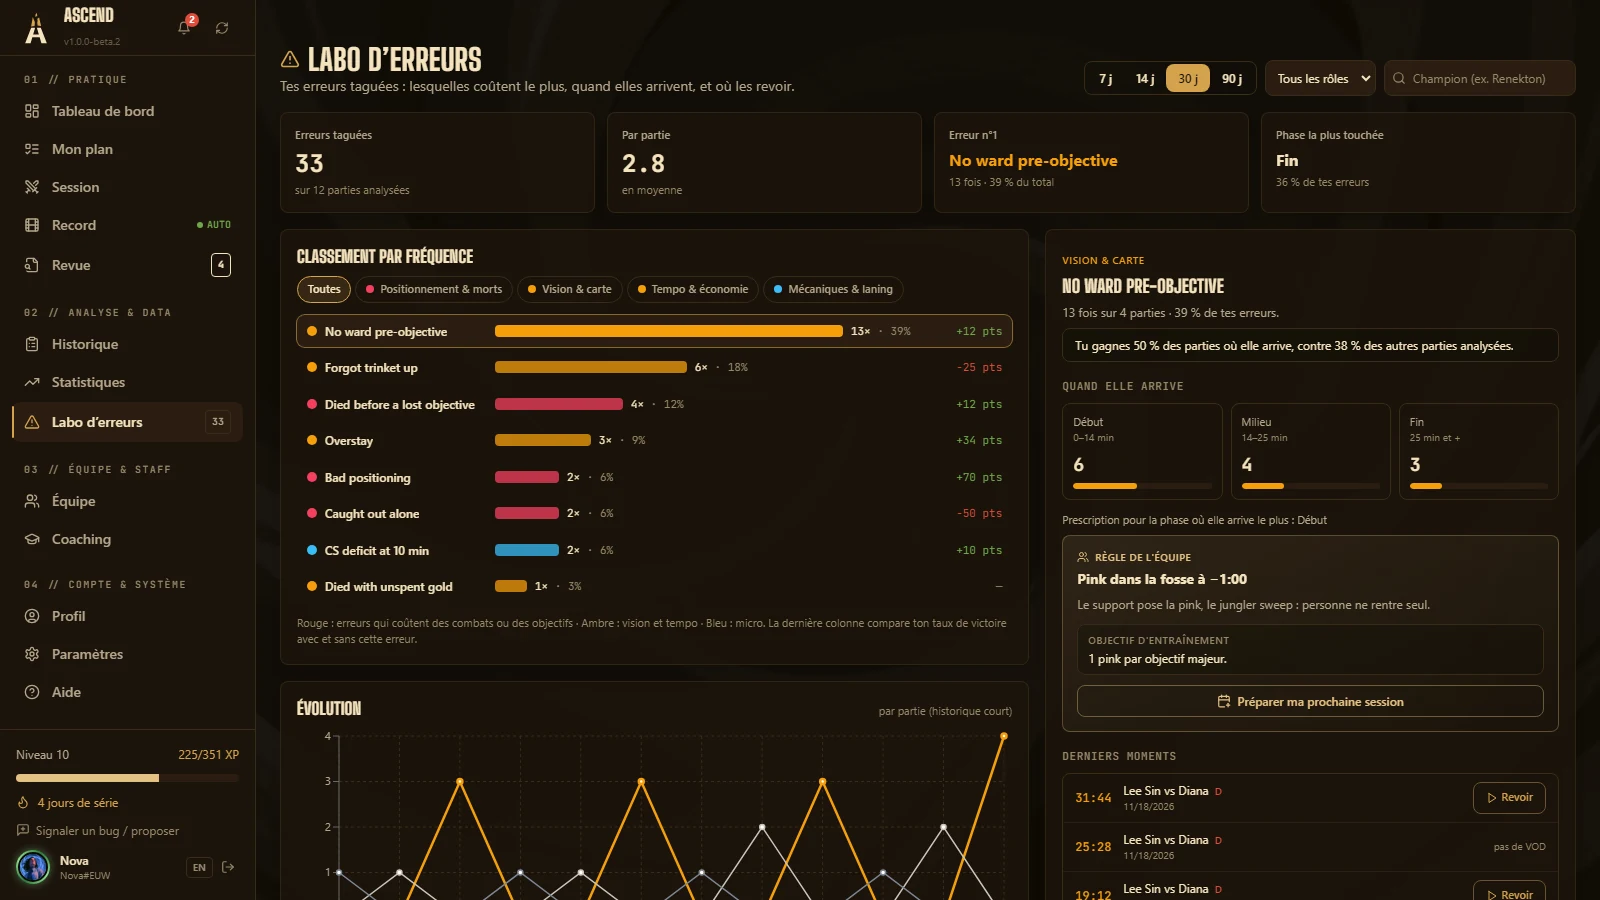 ASCEND
v1.0.0-beta.2
2
01 // PRATIQUE
Tableau de bord
Mon plan
Session
Record
AUTO
Revue
4
02 // ANALYSE & DATA
Historique
Statistiques
Labo d'erreurs
33
03 // ÉQUIPE & STAFF
Équipe
Coaching
04 // COMPTE & SYSTÈME
Profil
Paramètres
Aide
Niveau 10
225/351 XP
4 jours de série
Signaler un bug / proposer
Nova
Nova#EUW
EN
LABO D'ERREURS
Tes erreurs taguées : lesquelles coûtent le plus, quand elles arrivent, et où les revoir.
7 j 14 j 30 j 90 j
Tous les rôles
Champion (ex. Renekton)
Erreurs taguées
33
sur 12 parties analysées
Par partie
2.8
en moyenne
Erreur n°1
No ward pre-objective
13 fois · 39 % du total
Phase la plus touchée
Fin
36 % de tes erreurs
CLASSEMENT PAR FRÉQUENCE
Toutes Positionnement & morts Vision & carte Tempo & économie Mécaniques & laning
No ward pre-objective 13× · 39% +12 pts
Forgot trinket up 6× · 18% -25 pts
Died before a lost objective 4× · 12% +12 pts
Overstay 3× · 9% +34 pts
Bad positioning 2× · 6% +70 pts
Caught out alone 2× · 6% -50 pts
CS deficit at 10 min 2× · 6% +10 pts
Died with unspent gold 1× · 3% —
Rouge : erreurs qui coûtent des combats ou des objectifs · Ambre : vision et tempo · Bleu : micro. La dernière colonne compare ton taux de victoire
avec et sans cette erreur.
ÉVOLUTION
par partie (historique court)
4
3
2
1
VISION & CARTE
NO WARD PRE-OBJECTIVE
13 fois sur 4 parties · 39 % de tes erreurs.
Tu gagnes 50 % des parties où elle arrive, contre 38 % des autres parties analysées.
QUAND ELLE ARRIVE
Début
0–14 min
6
Milieu
14–25 min
4
Fin
25 min et +
3
Prescription pour la phase où elle arrive le plus : Début
RÈGLE DE L'ÉQUIPE
Pink dans la fosse à −1:00
Le support pose la pink, le jungler sweep : personne ne rentre seul.
OBJECTIF D'ENTRAÎNEMENT
1 pink par objectif majeur.
Préparer ma prochaine session
DERNIERS MOMENTS
31:44
Lee Sin vs Diana D
11/18/2026
Revoir
25:28
Lee Sin vs Diana D
11/18/2026
pas de VOD
19:12
Lee Sin vs Diana D
Revoir